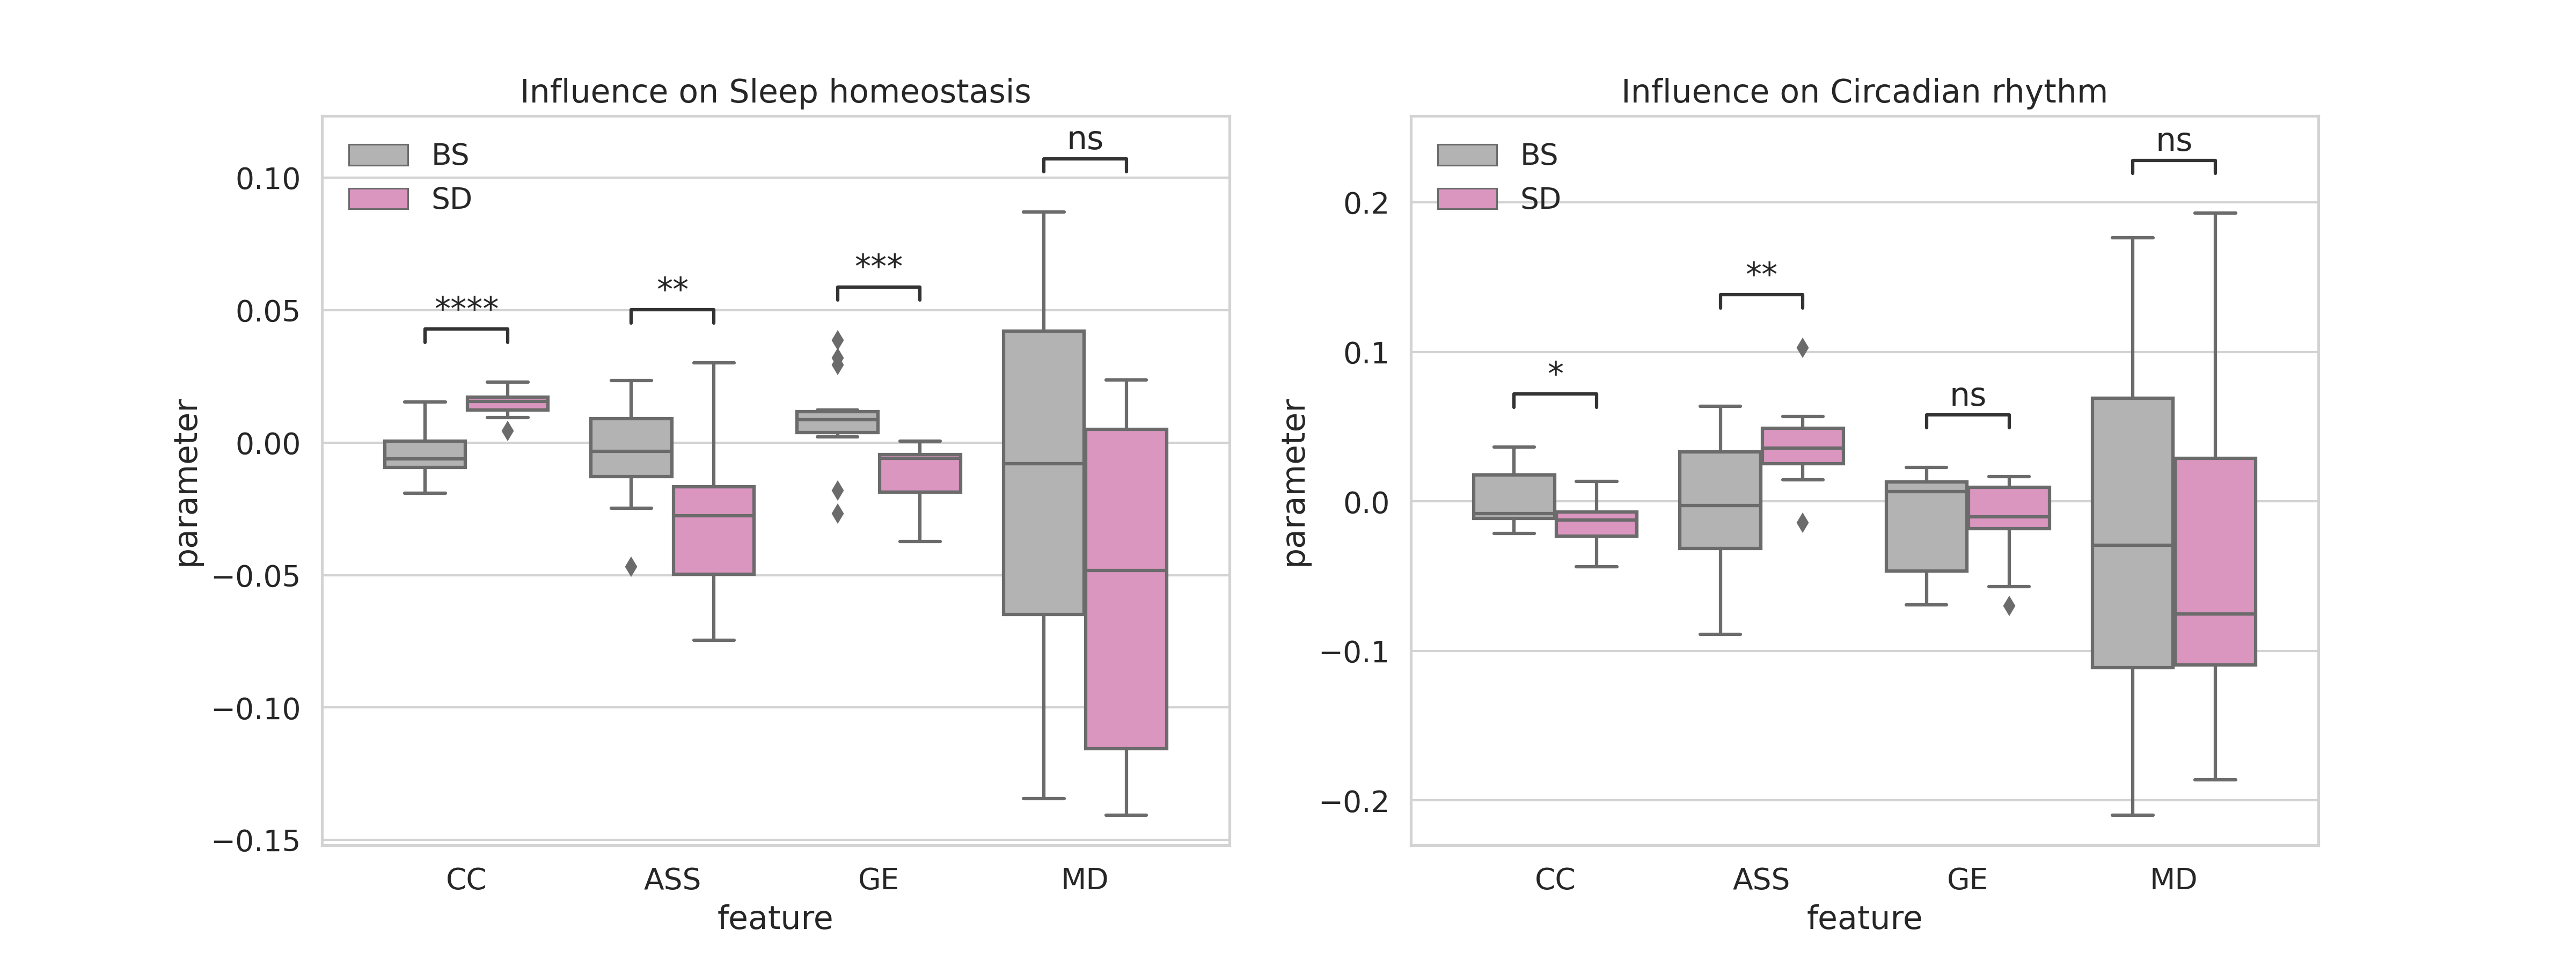 Influence on Sleep homeostasis
BS
SD
ns
****
**
***
0.10
0.05
0.00
−0.05
−0.10
−0.15
parameter
CC ASS GE MD
feature
Influence on Circadian rhythm
BS
SD
ns
*
**
ns
0.2
0.1
0.0
−0.1
−0.2
parameter
CC ASS GE MD
feature